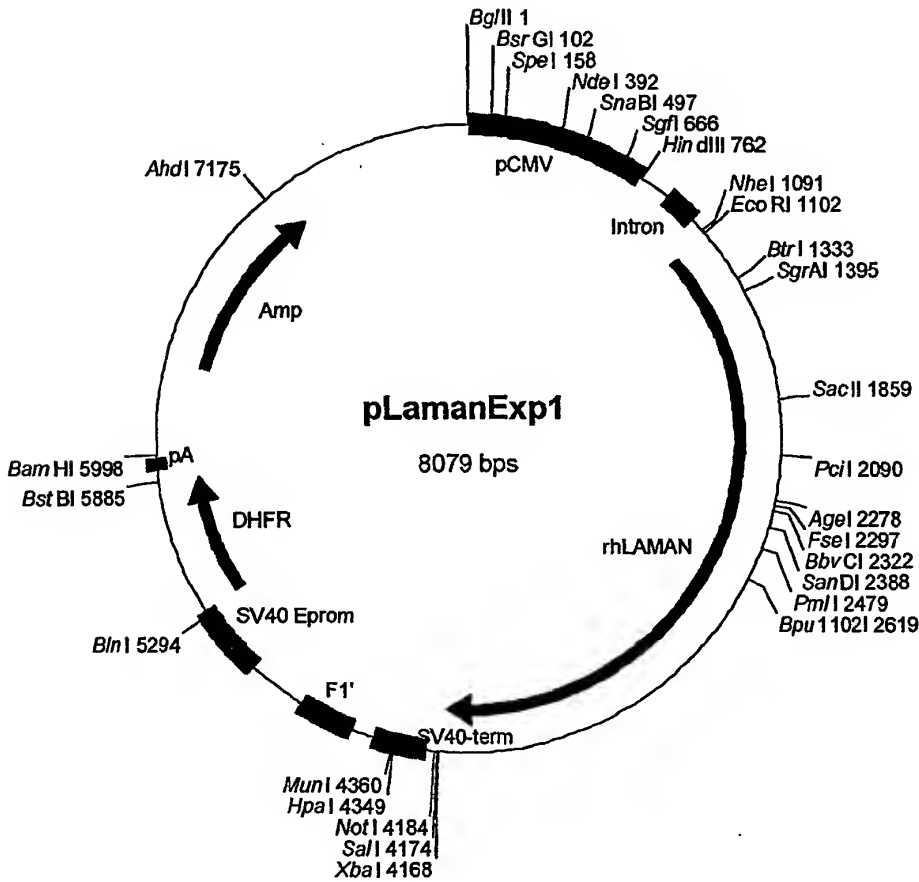 BglII 1
BsrGI 102
SpeI 158
NdeI 392
SnaBI 497
SgfI 666
HindIII 762
pCMV
AhdI 7175
NheI 1091
EcoRI 1102
Intron
BtrI 1333
SgrAI 1395
Amp
pLamanExp1
8079 bps
SacII 1859
PciI 2090
BamHI 5998
pA
BstBI 5885
DHFR
AgeI 2278
FseI 2297
BbvCI 2322
SanDI 2388
PmlI 2479
Bpu1102I 2619
rhLAMAN
SV40 Eprom
BlnI 5294
F1'
SV40-term
MunI 4360
HpaI 4349
NotI 4184
SalI 4174
XbaI 4168